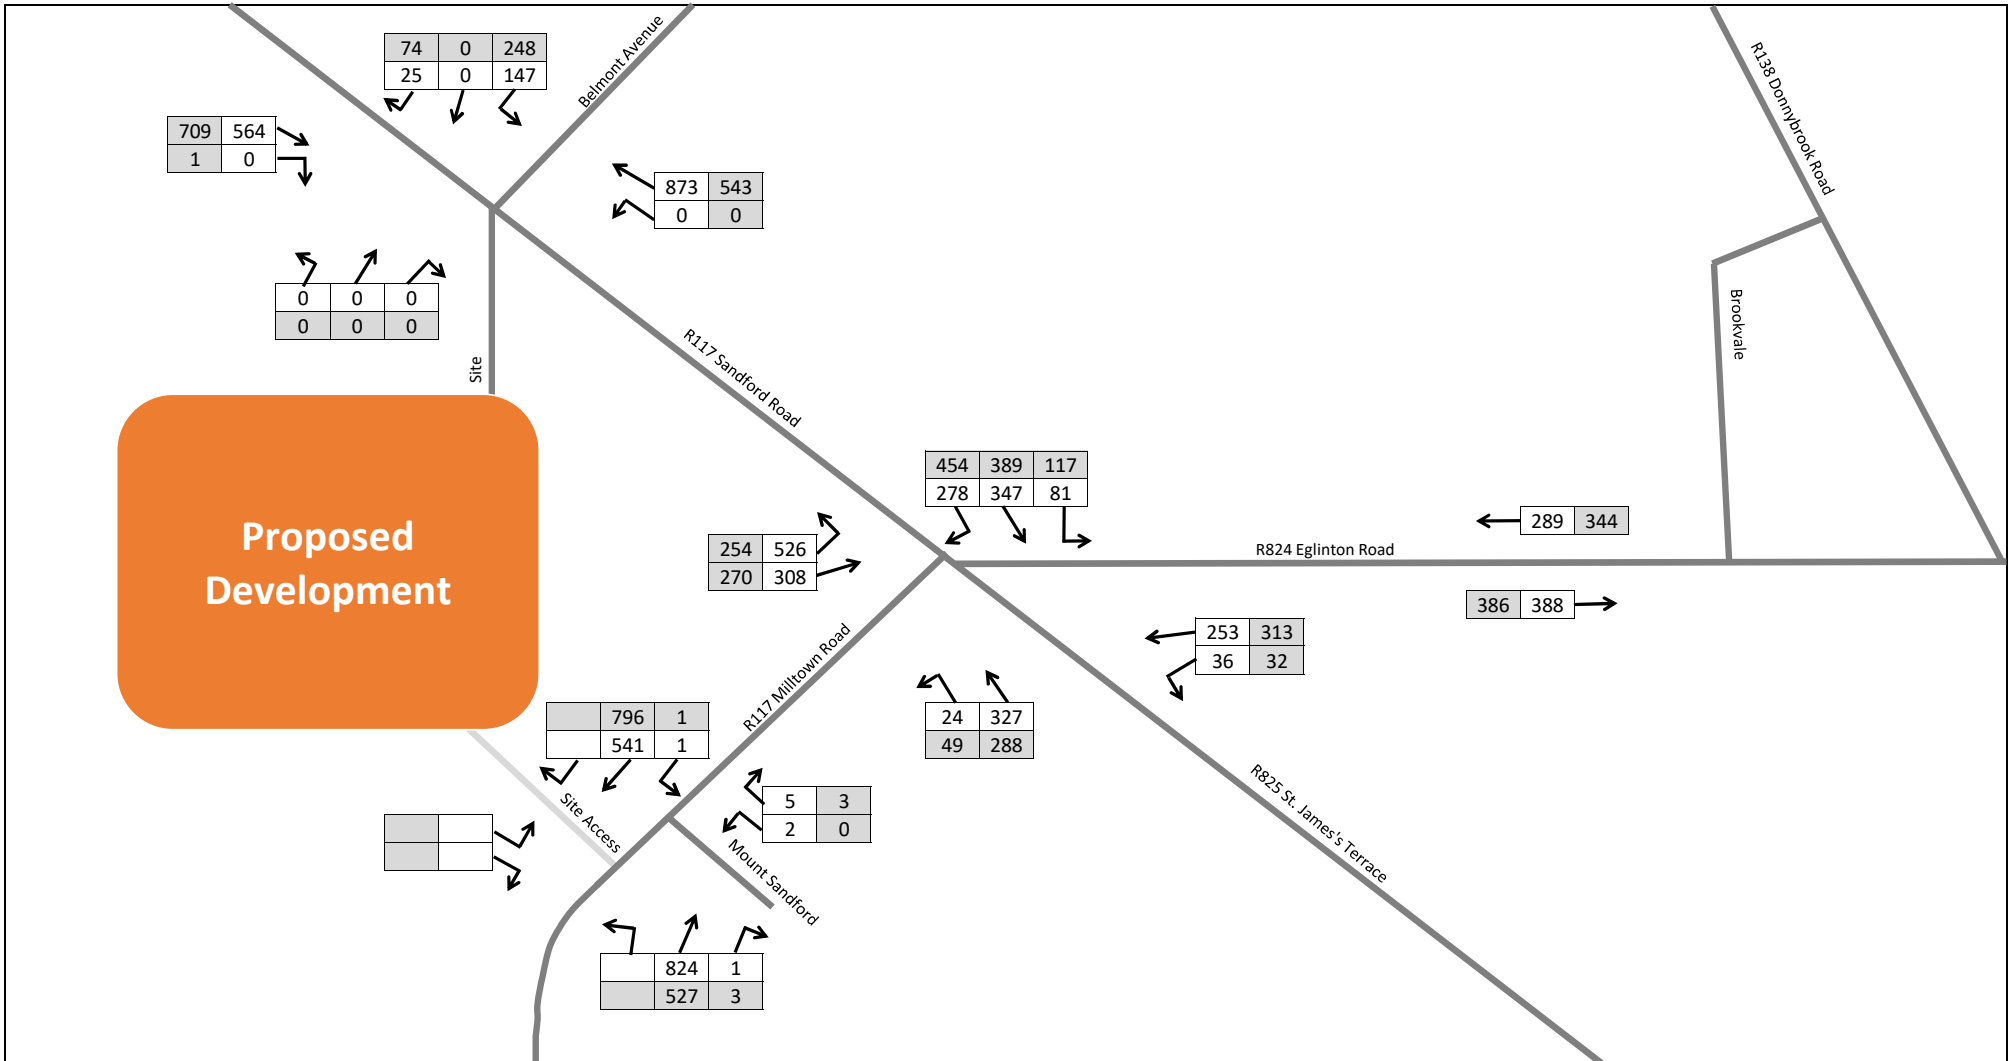 74 0 248
25 0 147
Belmont Avenue
R138 Donnybrook Road
709 564
1 0
873 543
0 0
0 0 0
0 0 0
Site
R117 Sandford Road
Brookvale
454 389 117
278 347 81
Proposed
Development
254 526
270 308
289 344
R824 Eglinton Road
386 388
253 313
36 32
R117 Milltown Road
24 327
49 288
796 1
541 1
Site Access
5 3
2 0
Mount Sandford
R825 St. James's Terrace
824 1
527 3